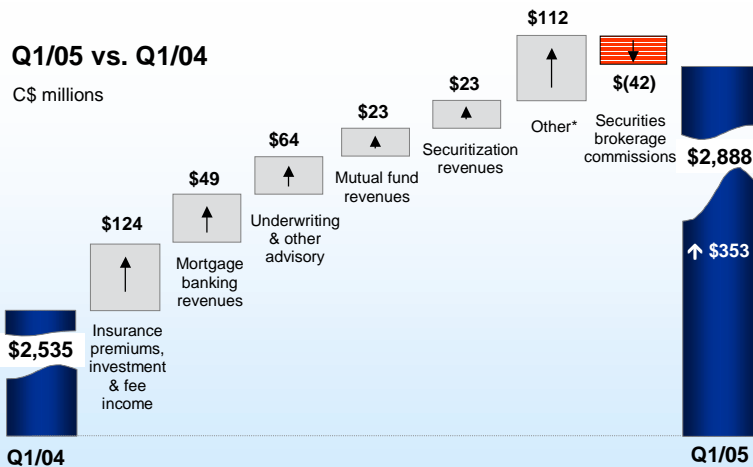 Q1/05 vs. Q1/04
C$ millions
$2,535
Q1/04
$124
Insurance
premiums,
investment
& fee
income
$49
Mortgage
banking
revenues
$64
Underwriting
& other
advisory
$23
Mutual fund
revenues
$23
Securitization
revenues
$112
Other*
$(42)
Securities
brokerage
commissions
$2,888
↑ $353
Q1/05